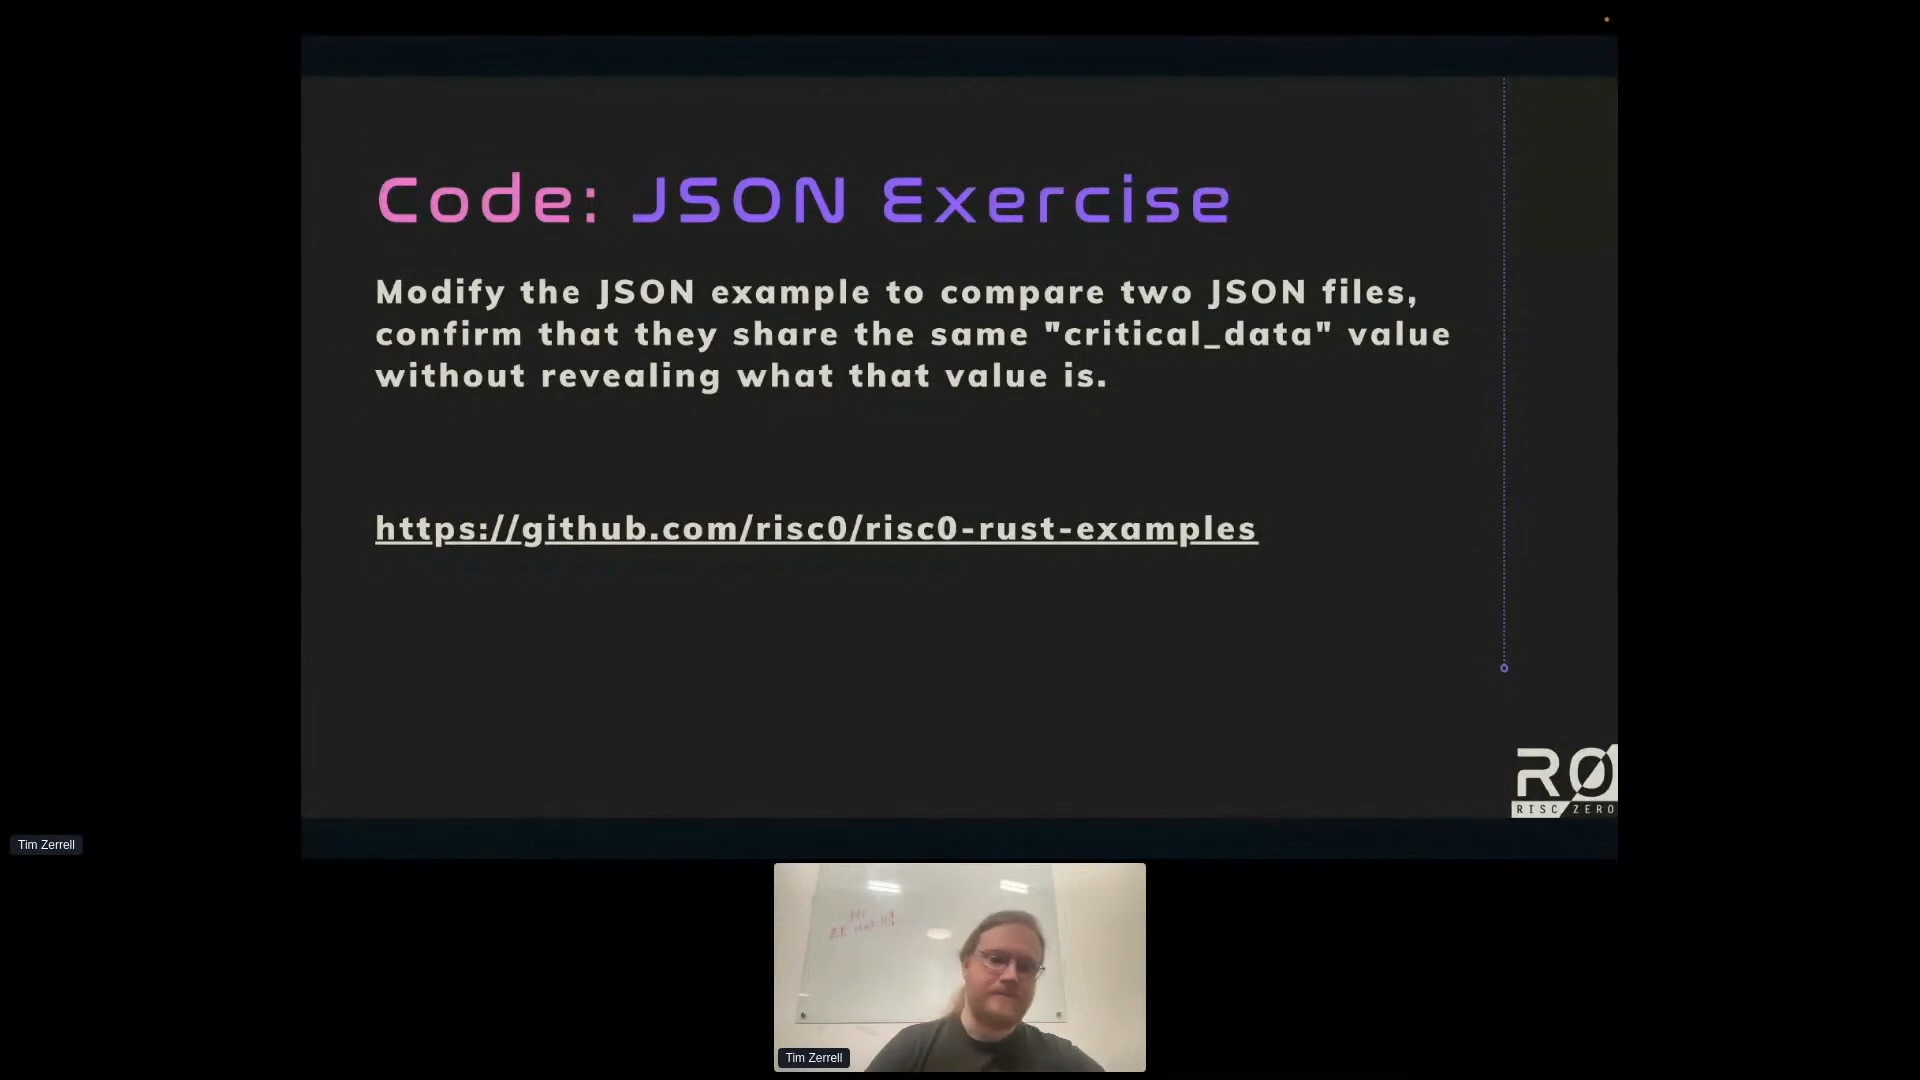 Code: JSON Exercise
Modify the JSON example to compare two JSON files,
confirm that they share the same "critical_data" value
without revealing what that value is.
https://github.com/risc0/risc0-rust-examples
RØ
RISC ZERO
Tim Zerrell
Hi
Tim Zerrell